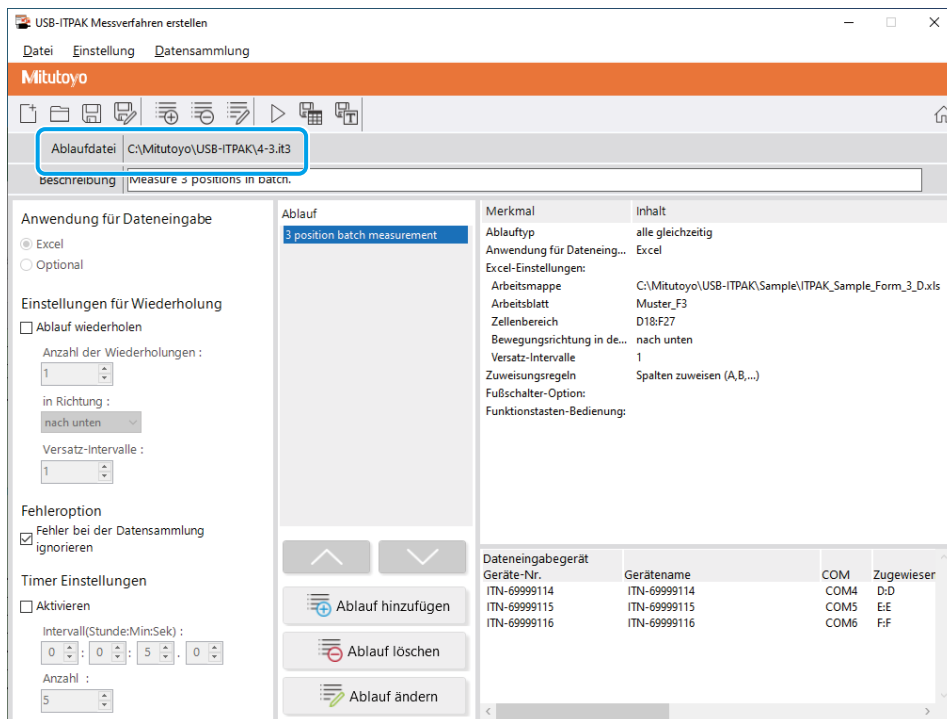 USB-ITPAK Messverfahren erstellen
Datei Einstellung Datensammlung
Mitutoyo
Ablaufdatei C:\Mitutoyo\USB-ITPAK\4-3.it3
Beschreibung Measure 3 positions in batch.
Anwendung für Dateneingabe
Excel
Optional
Einstellungen für Wiederholung
Ablauf wiederholen
Anzahl der Wiederholungen :
1
in Richtung :
nach unten
Versatz-Intervalle :
1
Fehleroption
Fehler bei der Datensammlung
ignorieren
Timer Einstellungen
Aktivieren
Intervall(Stunde:Min:Sek) :
0 : 0 : 5 . 0
Anzahl :
5
Ablauf
3 position batch measurement
Ablauf hinzufügen
Ablauf löschen
Ablauf ändern
Merkmal Inhalt
Ablauftyp alle gleichzeitig
Anwendung für Dateneing... Excel
Excel-Einstellungen:
Arbeitsmappe C:\Mitutoyo\USB-ITPAK\Sample\ITPAK_Sample_Form_3_D.xls
Arbeitsblatt Muster_F3
Zellenbereich D18:F27
Bewegungsrichtung in de... nach unten
Versatz-Intervalle 1
Zuweisungsregeln Spalten zuweisen (A,B,...)
Fußschalter-Option:
Funktionstasten-Bedienung:
Dateneingabegerät
Geräte-Nr. Gerätename COM Zugewiesen
ITN-69999114 ITN-69999114 COM4 D:D
ITN-69999115 ITN-69999115 COM5 E:E
ITN-69999116 ITN-69999116 COM6 F:F